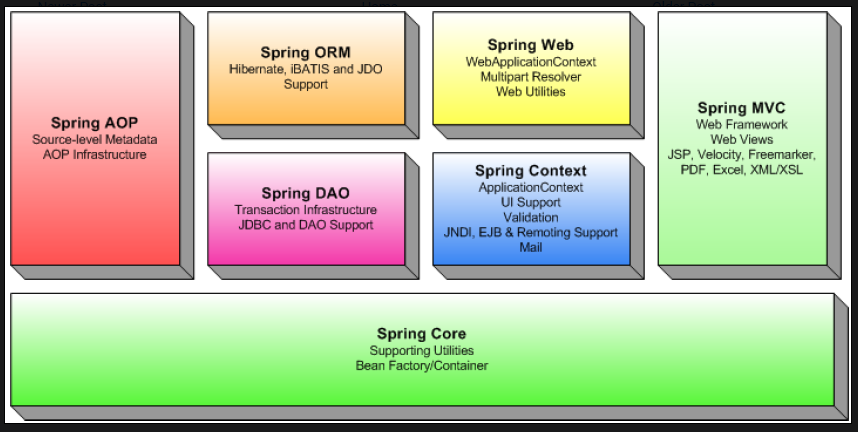 Spring AOP
Source-level Metadata
AOP Infrastructure
Spring ORM
Hibernate, iBATIS and JDO
Support
Spring Web
WebApplicationContext
Multipart Resolver
Web Utilities
Spring MVC
Web Framework
Web Views
JSP, Velocity, Freemarker,
PDF, Excel, XML/XSL
Spring DAO
Transaction Infrastructure
JDBC and DAO Support
Spring Context
ApplicationContext
UI Support
Validation
JNDI, EJB & Remoting Support
Mail
Spring Core
Supporting Utilities
Bean Factory/Container